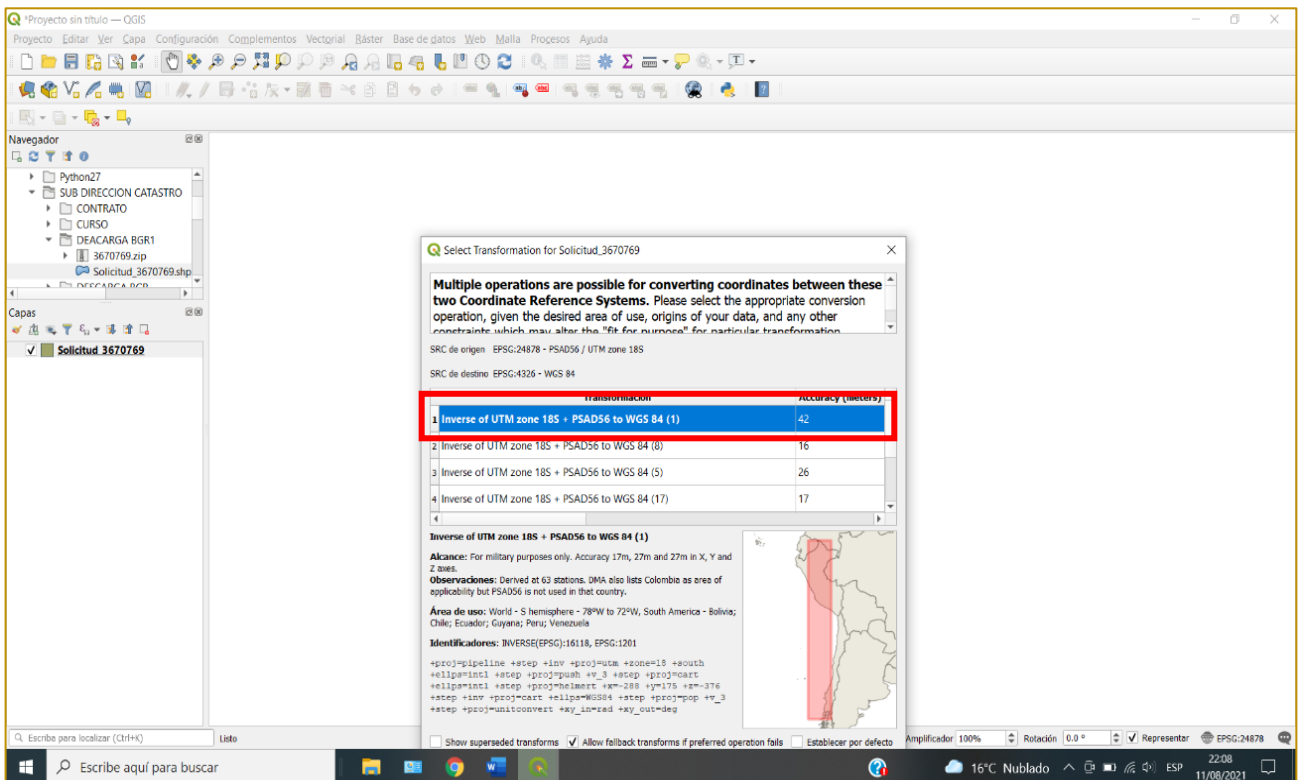 *Proyecto sin título — QGIS
Proyecto Editar Ver Capa Configuración Complementos Vectorial Ráster Base de datos Web Malla Procesos Ayuda
Navegador
Python27
SUB DIRECCION CATASTRO
CONTRATO
CURSO
DEACARGA BGR1
3670769.zip
Solicitud_3670769.shp
DESCARGA BGR
Capas
Solicitud 3670769
Select Transformation for Solicitud_3670769
Multiple operations are possible for converting coordinates between these
two Coordinate Reference Systems. Please select the appropriate conversion
operation, given the desired area of use, origins of your data, and any other
constraints which may alter the "fit for purpose" for particular transformation
SRC de origen EPSG:24878 - PSAD56 / UTM zone 18S
SRC de destino EPSG:4326 - WGS 84
Transformación Accuracy (meters)
1 Inverse of UTM zone 18S + PSAD56 to WGS 84 (1) 42
2 Inverse of UTM zone 18S + PSAD56 to WGS 84 (8) 16
3 Inverse of UTM zone 18S + PSAD56 to WGS 84 (5) 26
4 Inverse of UTM zone 18S + PSAD56 to WGS 84 (17) 17
Inverse of UTM zone 18S + PSAD56 to WGS 84 (1)
Alcance: For military purposes only. Accuracy 17m, 27m and 27m in X, Y and
Z axes.
Observaciones: Derived at 63 stations. DMA also lists Colombia as area of
applicability but PSAD56 is not used in that country.
Área de uso: World - S hemisphere - 78°W to 72°W, South America - Bolivia;
Chile; Ecuador; Guyana; Peru; Venezuela
Identificadores: INVERSE(EPSG):16118, EPSG:1201
+proj=pipeline +step +inv +proj=utm +zone=18 +south
+ellps=intl +step +proj=push +v_3 +step +proj=cart
+ellps=intl +step +proj=helmert +x=-288 +y=175 +z=-376
+step +inv +proj=cart +ellps=WGS84 +step +proj=pop +v_3
+step +proj=unitconvert +xy_in=rad +xy_out=deg
Show superseded transforms Allow fallback transforms if preferred operation fails Establecer por defecto
Escriba para localizar (Ctrl+K) Listo Amplificador 100% Rotación 0.0 ° Representar EPSG:24878
Escribe aquí para buscar 16°C Nublado ESP 22:08
11/08/2021